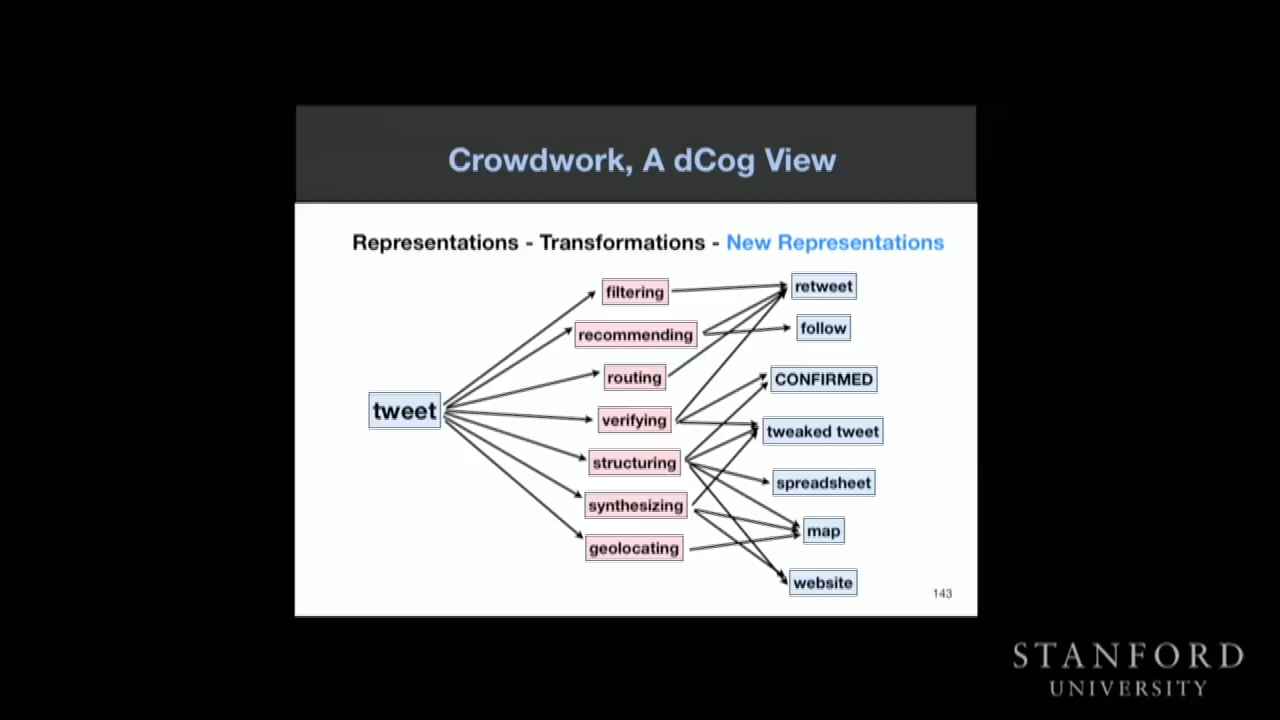 Crowdwork, A dCog View
Representations - Transformations - New Representations
filtering
recommending
routing
verifying
structuring
synthesizing
geolocating
tweet
retweet
follow
CONFIRMED
tweaked tweet
spreadsheet
map
website
143
STANFORD
UNIVERSITY